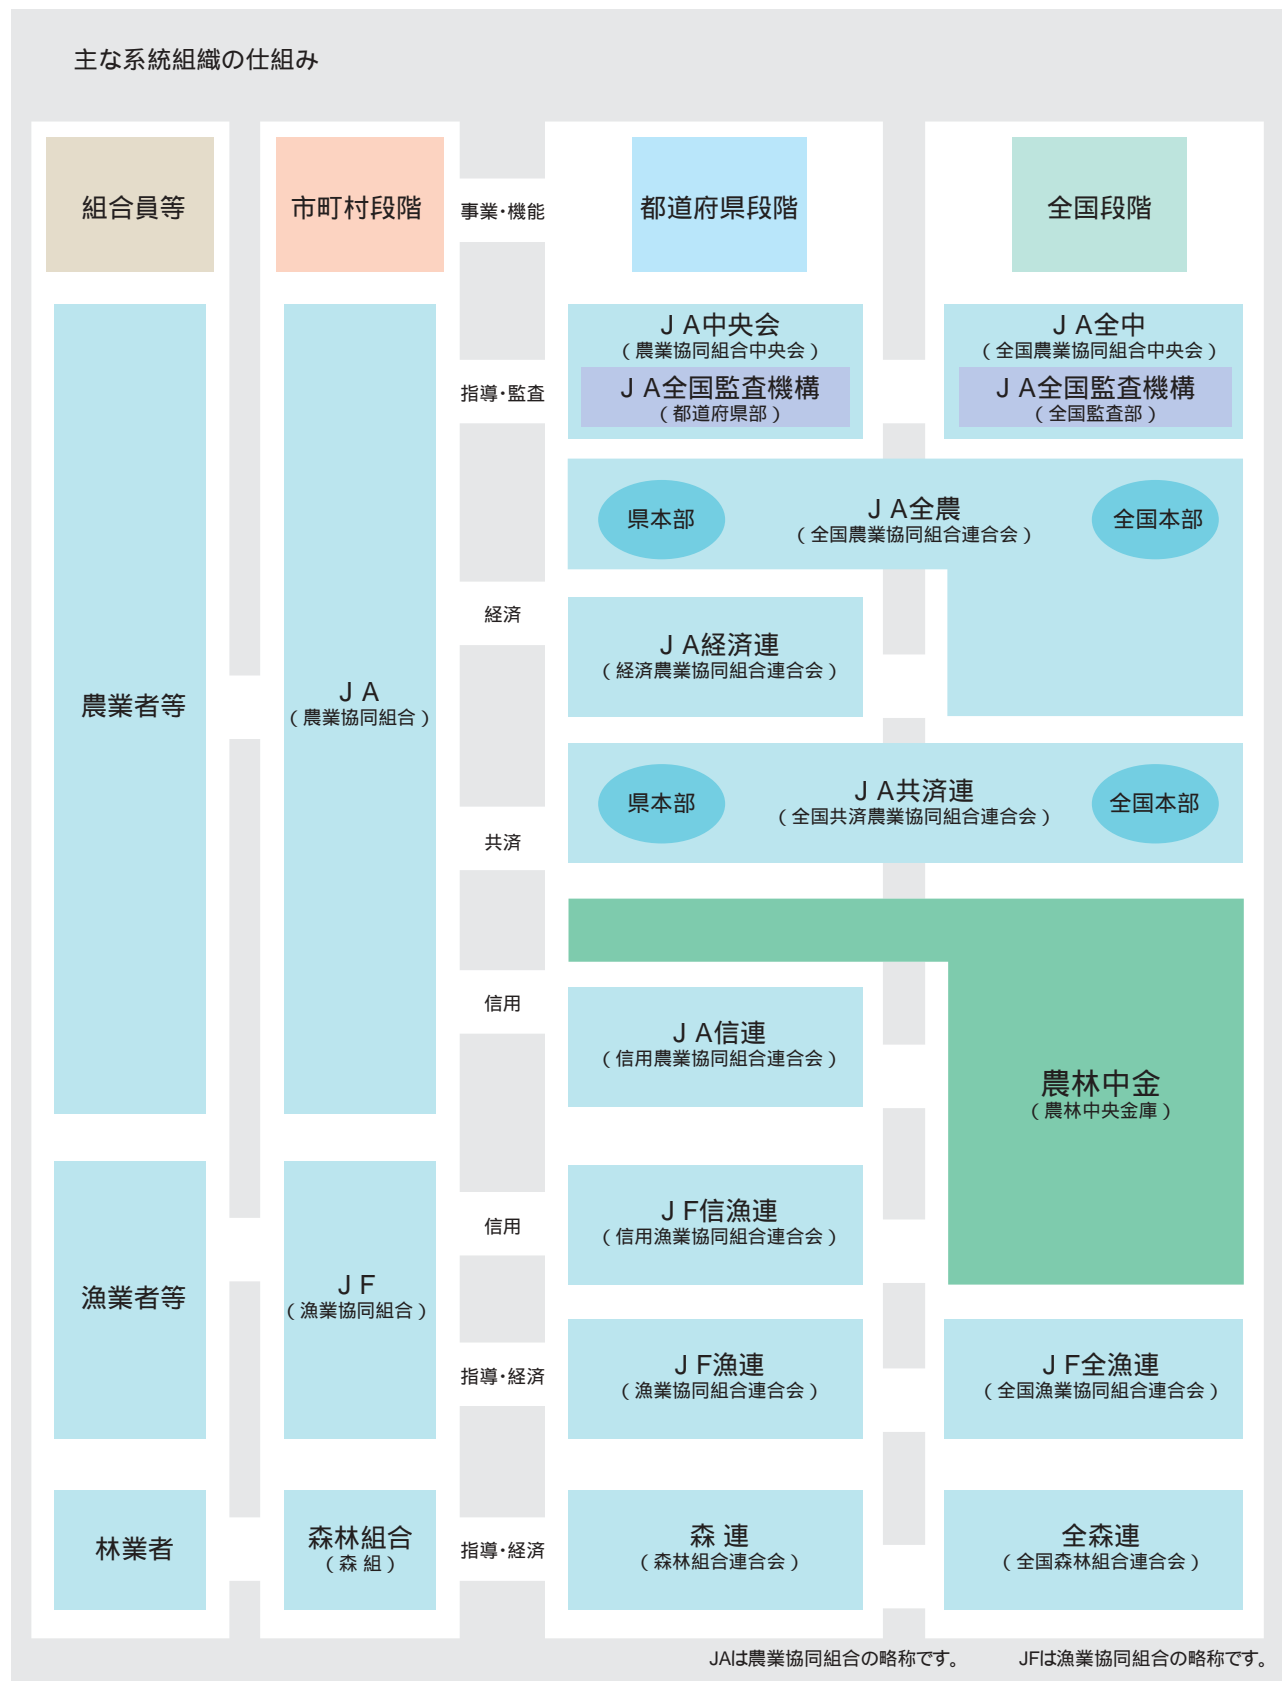 主な系統組織の仕組み
組合員等
市町村段階
事業・機能
都道府県段階
全国段階
農業者等
JA
(農業協同組合)
指導・監査
JA中央会
(農業協同組合中央会)
JA全国監査機構
(都道府県部)
JA全中
(全国農業協同組合中央会)
JA全国監査機構
(全国監査部)
経済
県本部
JA全農
(全国農業協同組合連合会)
全国本部
JA経済連
(経済農業協同組合連合会)
共済
県本部
JA共済連
(全国共済農業協同組合連合会)
全国本部
信用
JA信連
(信用農業協同組合連合会)
農林中金
(農林中央金庫)
漁業者等
JF
(漁業協同組合)
信用
JF信漁連
(信用漁業協同組合連合会)
指導・経済
JF漁連
(漁業協同組合連合会)
JF全漁連
(全国漁業協同組合連合会)
林業者
森林組合
(森組)
指導・経済
森連
(森林組合連合会)
全森連
(全国森林組合連合会)
JAは農業協同組合の略称です。 JFは漁業協同組合の略称です。